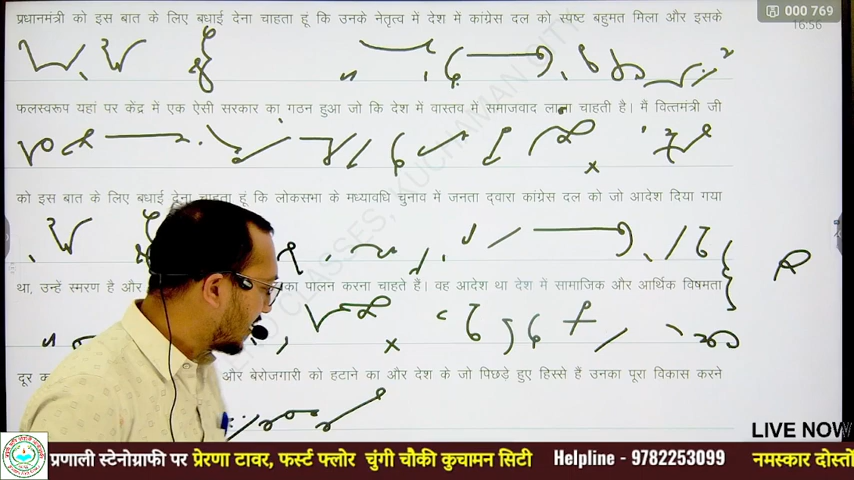 प्रधानमंत्री को इस बात के लिए बधाई देना चाहता हूं कि उनके नेतृत्व में देश में कांग्रेस दल को स्पष्ट बहुमत मिला और इसके
000 769
16:56
फलस्वरूप यहां पर केंद्र में एक ऐसी सरकार का गठन हुआ जो कि देश में वास्तव में समाजवाद लाना चाहती है। मैं वित्तमंत्री जी
को इस बात के लिए बधाई देना चाहता हूं कि लोकसभा के मध्यावधि चुनाव में जनता द्वारा कांग्रेस दल को जो आदेश दिया गया
था, उन्हें स्मरण है और का पालन करना चाहते हैं। वह आदेश था देश में सामाजिक और आर्थिक विषमता
दूर और बेरोजगारी को हटाने का और देश के जो पिछड़े हुए हिस्से हैं उनका पूरा विकास करने
CLASSES, KUCHAMAN CITY
LIVE NOW
प्रणाली स्टेनोग्राफी पर प्रेरणा टावर, फर्स्ट फ्लोर चुंगी चौकी कुचामन सिटी Helpline - 9782253099 नमस्कार दोस्तों